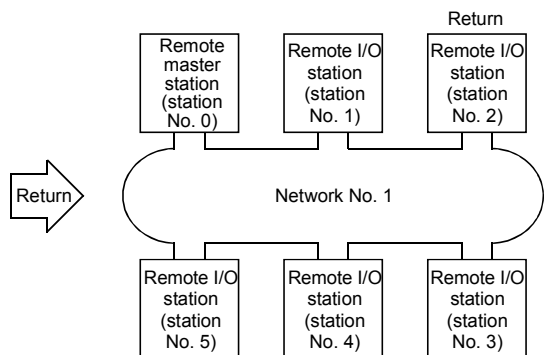 Return
Remote
master
station
(station
No. 0)
Remote I/O
station
(station
No. 1)
Remote I/O
station
(station
No. 2)
Return
Network No. 1
Remote I/O
station
(station
No. 5)
Remote I/O
station
(station
No. 4)
Remote I/O
station
(station
No. 3)